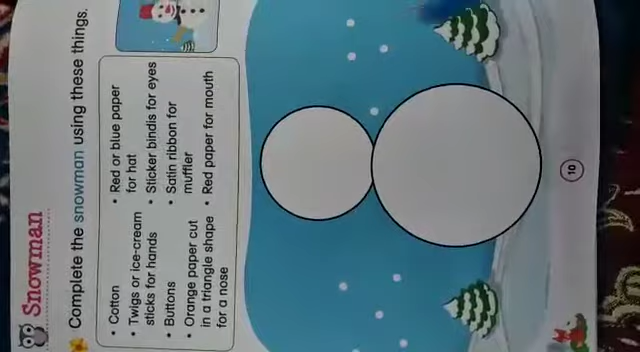 Snowman
Complete the snowman using these things.
• Cotton
• Twigs or ice-cream
sticks for hands
• Buttons
• Orange paper cut
in a triangle shape
for a nose
• Red or blue paper
for hat
• Sticker bindis for eyes
• Satin ribbon for
muffler
• Red paper for mouth
10